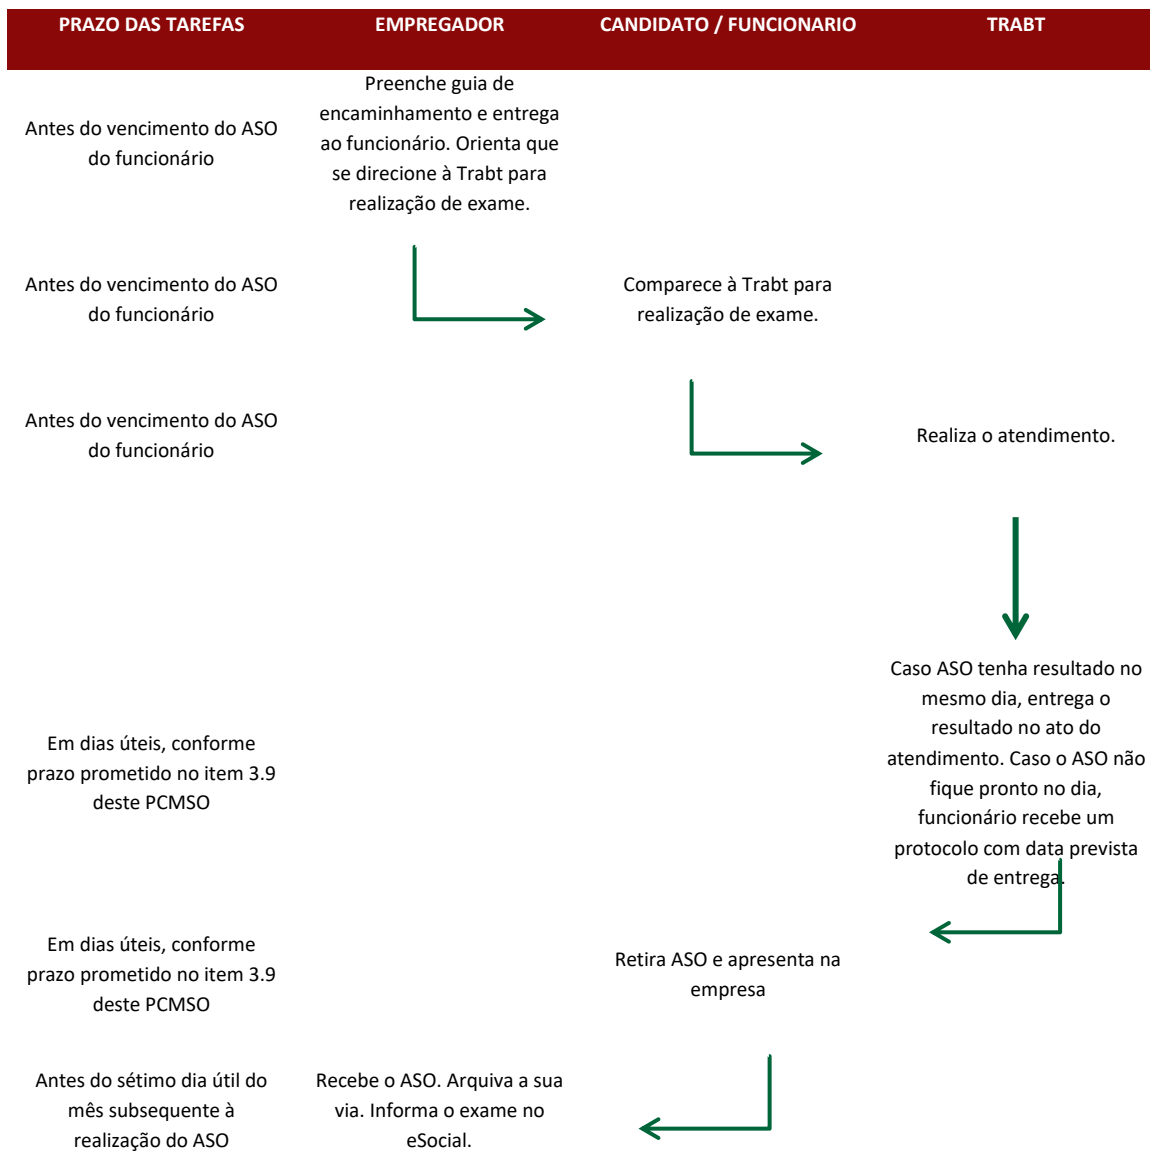 PRAZO DAS TAREFAS EMPREGADOR CANDIDATO / FUNCIONARIO TRABT
Antes do vencimento do ASO
do funcionário
Preenche guia de
encaminhamento e entrega
ao funcionário. Orienta que
se direcione à Trabt para
realização de exame.
Antes do vencimento do ASO
do funcionário
Comparece à Trabt para
realização de exame.
Antes do vencimento do ASO
do funcionário
Realiza o atendimento.
Em dias úteis, conforme
prazo prometido no item 3.9
deste PCMSO
Caso ASO tenha resultado no
mesmo dia, entrega o
resultado no ato do
atendimento. Caso o ASO não
fique pronto no dia,
funcionário recebe um
protocolo com data prevista
de entrega.
Em dias úteis, conforme
prazo prometido no item 3.9
deste PCMSO
Retira ASO e apresenta na
empresa
Antes do sétimo dia útil do
mês subsequente à
realização do ASO
Recebe o ASO. Arquiva a sua
via. Informa o exame no
eSocial.